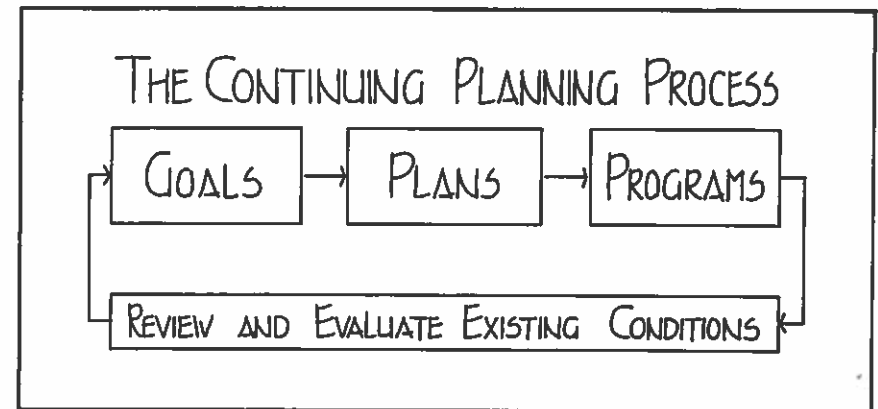 THE CONTINUING PLANNING PROCESS
GOALS
PLANS
PROGRAMS
REVIEW AND EVALUATE EXISTING CONDITIONS